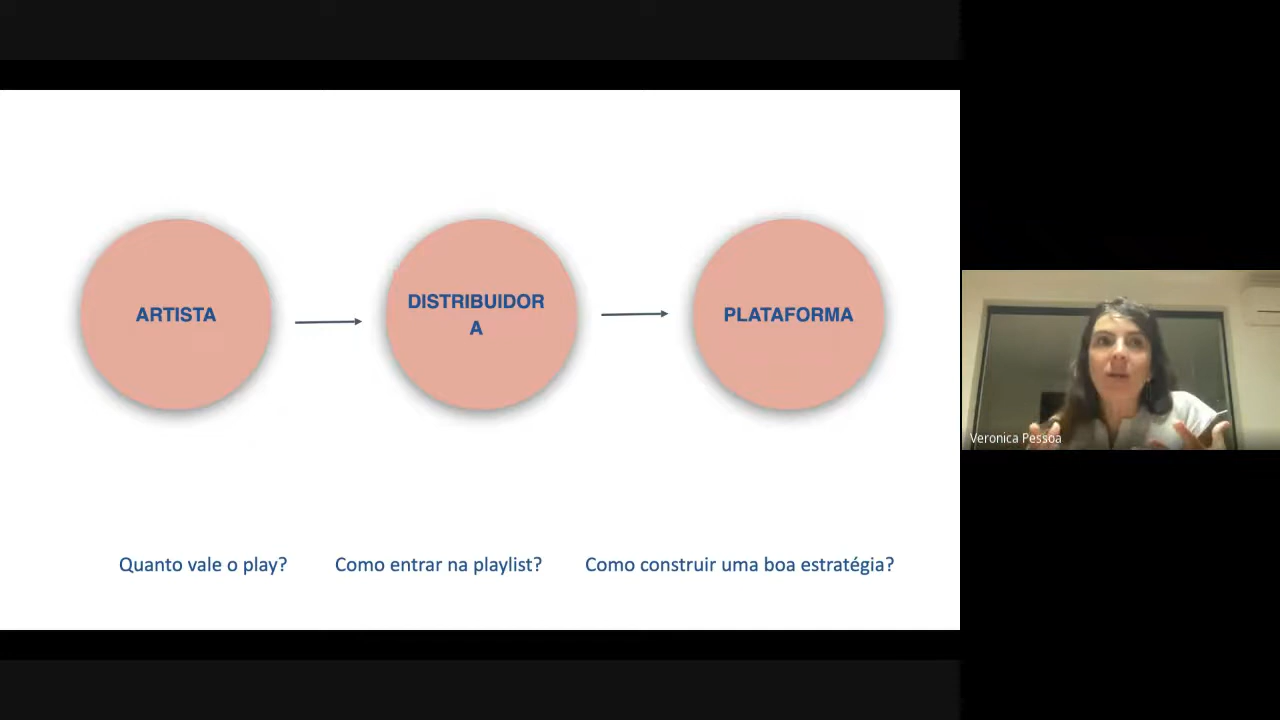 ARTISTA
DISTRIBUIDOR
A
PLATAFORMA
Quanto vale o play?
Como entrar na playlist?
Como construir uma boa estratégia?
Veronica Pessoa